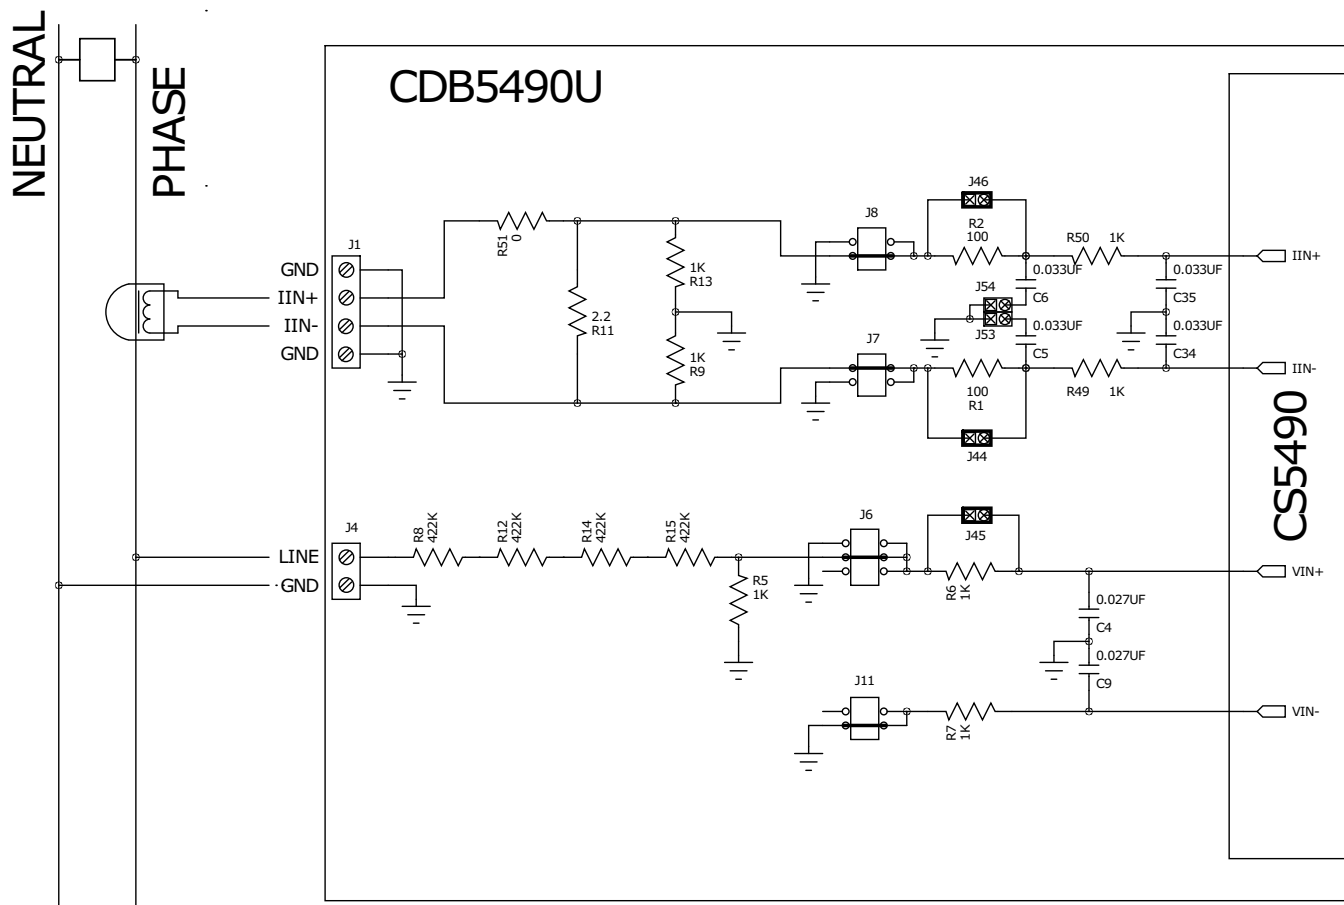 NEUTRAL
PHASE
CDB5490U
J46
J8
R2
100
R50 1K
R51
0
J1
GND
IIN+
IIN-
GND
1K
R13
2.2
R11
1K
R9
0.033UF
C6
J54
J53
0.033UF
C5
0.033UF
C35
0.033UF
C34
IIN+
J7
100
R1
R49 1K
IIN-
J44
CS5490
J4
LINE
GND
R8
422K
R12
422K
R14
422K
R15
422K
J6
J45
R5
1K
R6
1K
VIN+
0.027UF
C4
0.027UF
C9
J11
R7
1K
VIN-